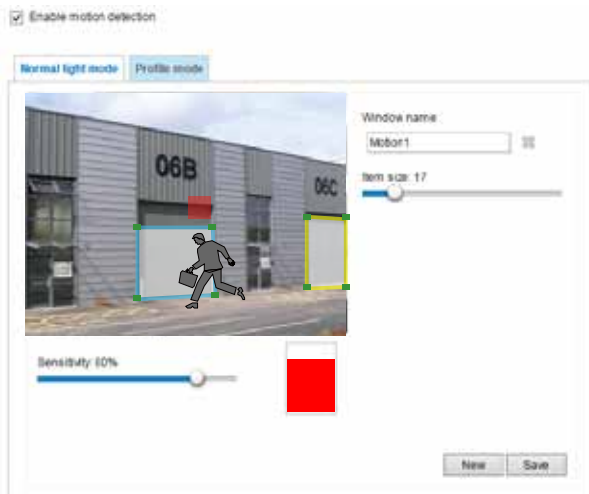 Enable motion detection
Normal light mode
Profile mode
Window name
Motion1
Item size: 17
06B
06C
Sensitivity: 80%
New
Save